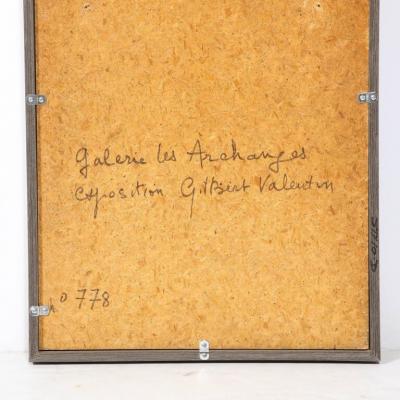 Galerie les Archanges
exposition Gilbert Valentin
n° 778